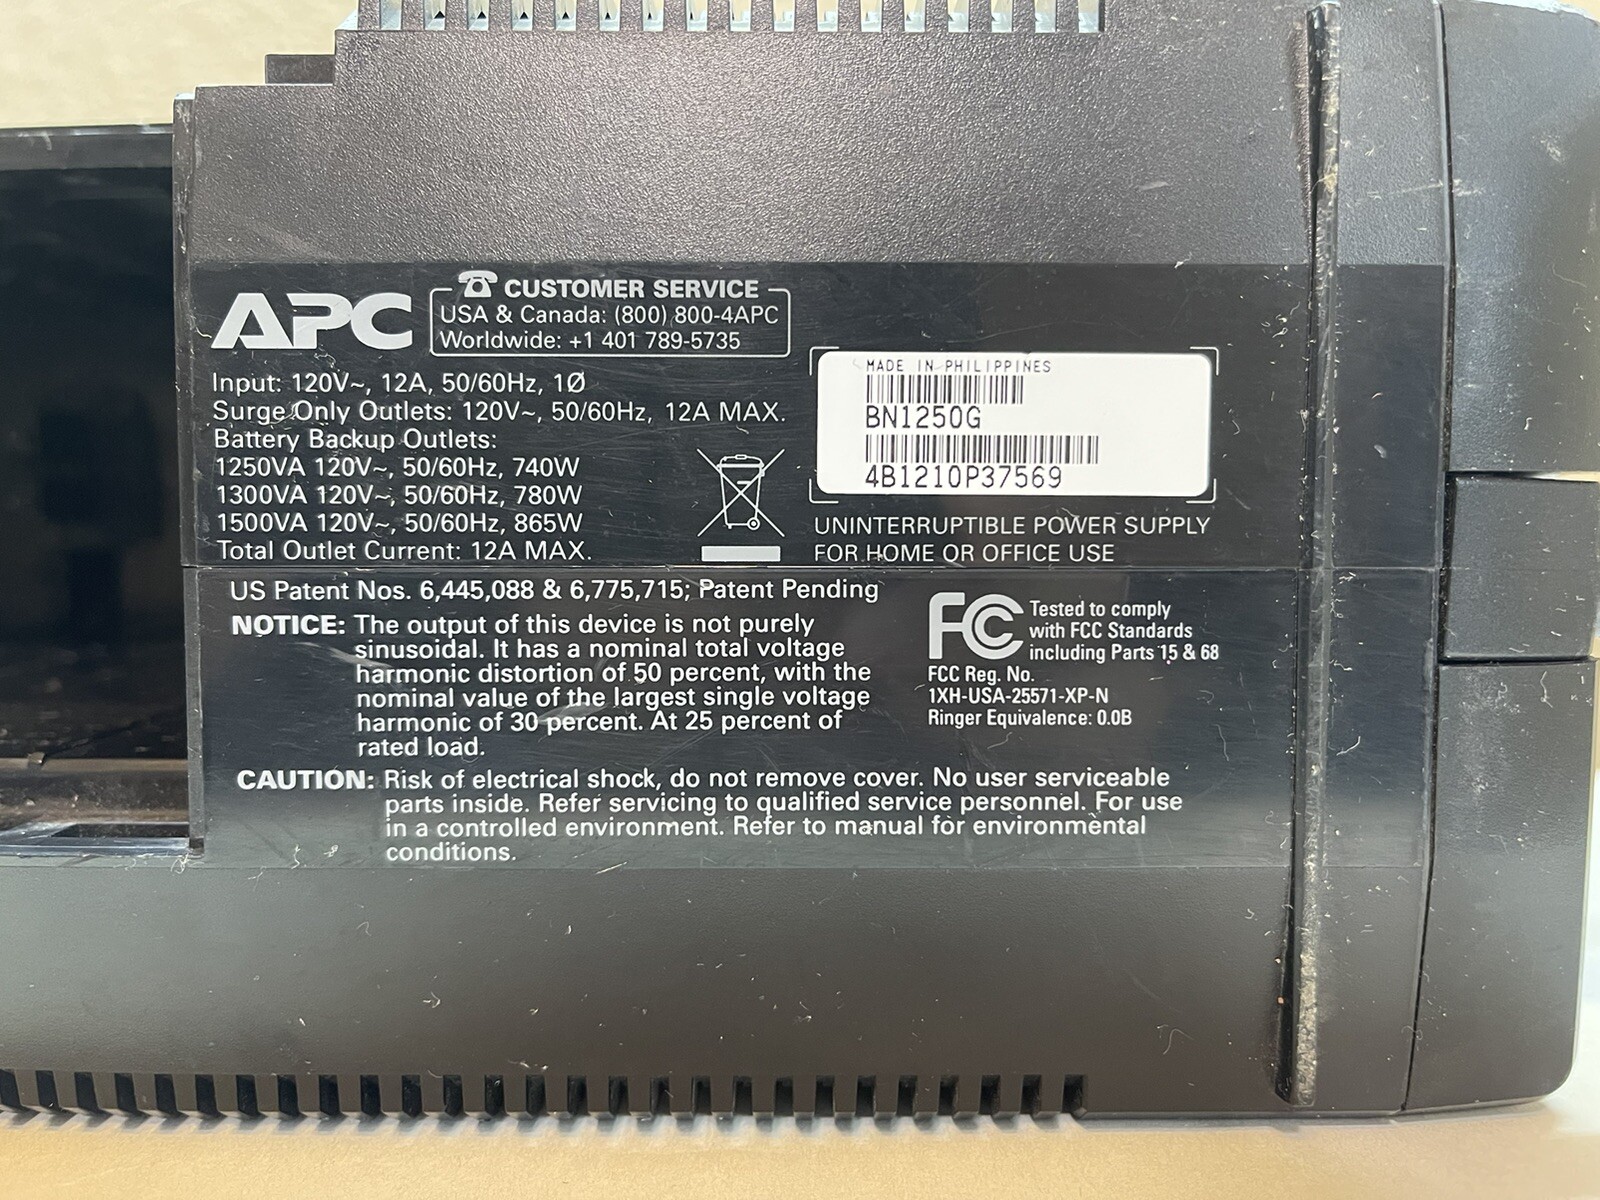 APC
CUSTOMER SERVICE
USA & Canada: (800) 800-4APC
Worldwide: +1 401 789-5735
Input: 120V~, 12A, 50/60Hz, 1Ø
Surge Only Outlets: 120V~, 50/60Hz, 12A MAX.
Battery Backup Outlets:
1250VA 120V~, 50/60Hz, 740W
1300VA 120V~, 50/60Hz, 780W
1500VA 120V~, 50/60Hz, 865W
Total Outlet Current: 12A MAX.
MADE IN PHILIPPINES
BN1250G
4B1210P37569
UNINTERRUPTIBLE POWER SUPPLY
FOR HOME OR OFFICE USE
US Patent Nos. 6,445,088 & 6,775,715; Patent Pending
NOTICE: The output of this device is not purely
sinusoidal. It has a nominal total voltage
harmonic distortion of 50 percent, with the
nominal value of the largest single voltage
harmonic of 30 percent. At 25 percent of
rated load.
FC Tested to comply
with FCC Standards
including Parts 15 & 68
FCC Reg. No.
1XH-USA-25571-XP-N
Ringer Equivalence: 0.0B
CAUTION: Risk of electrical shock, do not remove cover. No user serviceable
parts inside. Refer servicing to qualified service personnel. For use
in a controlled environment. Refer to manual for environmental
conditions.